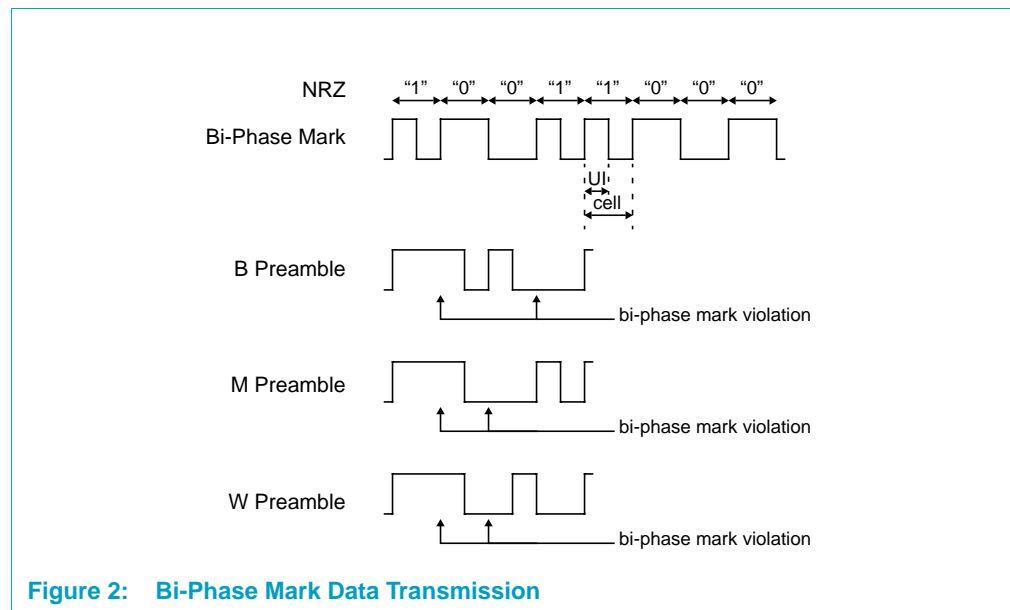 NRZ “1” “0” “0” “1” “1” “0” “0” “0”
Bi-Phase Mark
UI
cell
B Preamble
bi-phase mark violation
M Preamble
bi-phase mark violation
W Preamble
bi-phase mark violation
Figure 2: Bi-Phase Mark Data Transmission